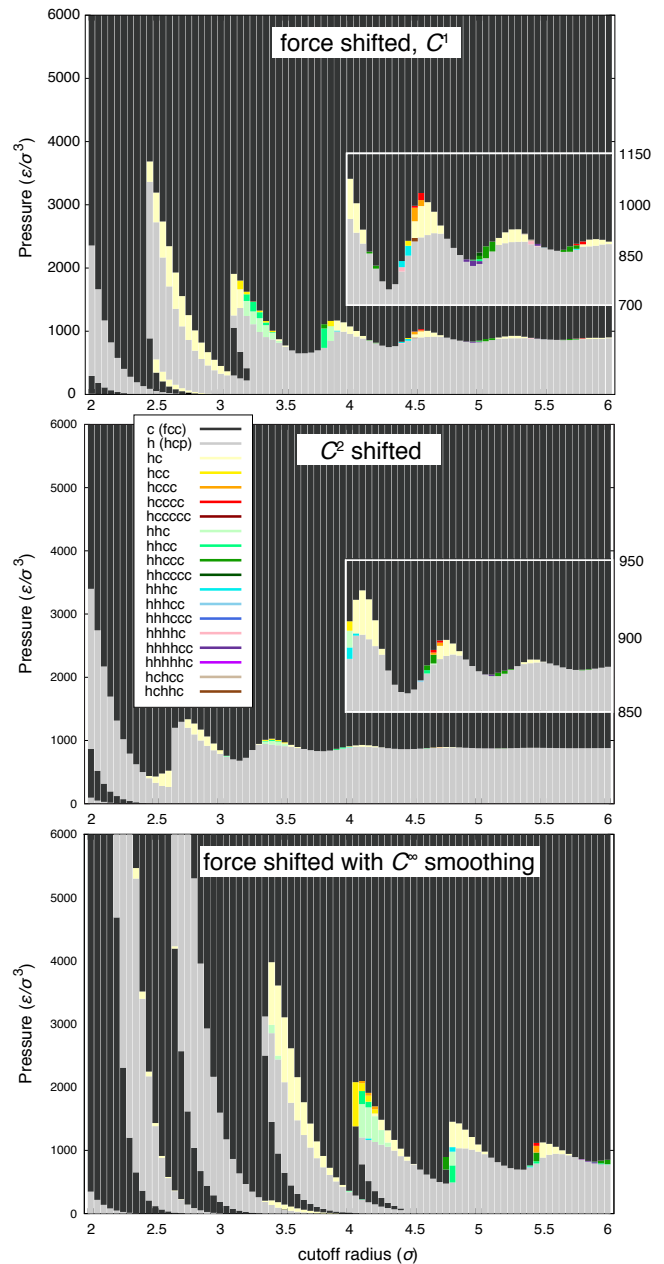 force shifted, C¹
Pressure (ε/σ³)
6000
5000
4000
3000
2000
1000
0
1150
1000
850
700
2 2.5 3 3.5 4 4.5 5 5.5 6
C² shifted
c (fcc)
h (hcp)
hc
hcc
hccc
hcccc
hccccc
hhc
hhcc
hhccc
hhcccc
hhhc
hhhcc
hhhccc
hhhhc
hhhhcc
hhhhhc
hchcc
hchhc
Pressure (ε/σ³)
6000
5000
4000
3000
2000
1000
0
950
900
850
2 2.5 3 3.5 4 4.5 5 5.5 6
force shifted with C∞ smoothing
Pressure (ε/σ³)
6000
5000
4000
3000
2000
1000
0
2 2.5 3 3.5 4 4.5 5 5.5 6
cutoff radius (σ)